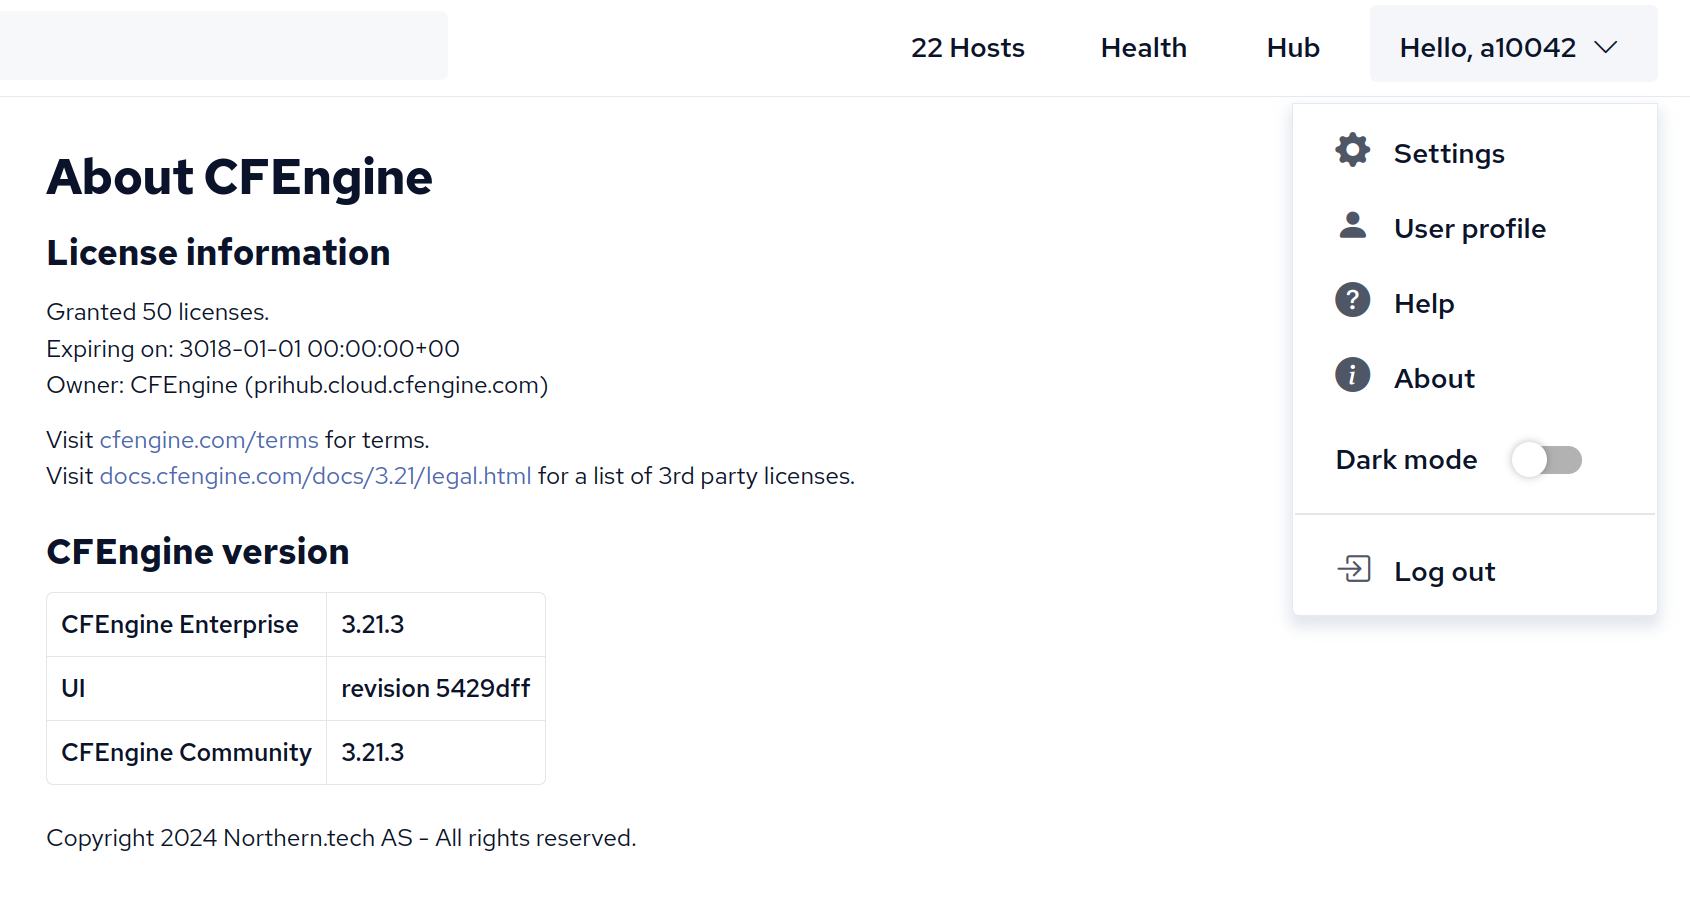 22 Hosts Health Hub Hello, a10042
Settings
User profile
Help
About
Dark mode
Log out
About CFEngine
License information
Granted 50 licenses.
Expiring on: 3018-01-01 00:00:00+00
Owner: CFEngine (prihub.cloud.cfengine.com)
Visit cfengine.com/terms for terms.
Visit docs.cfengine.com/docs/3.21/legal.html for a list of 3rd party licenses.
CFEngine version
CFEngine Enterprise 3.21.3
UI revision 5429dff
CFEngine Community 3.21.3
Copyright 2024 Northern.tech AS - All rights reserved.